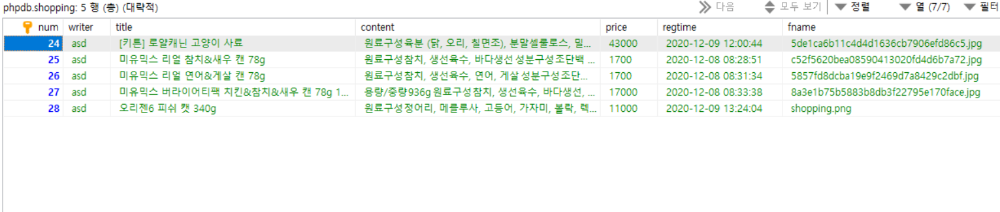 phpdb.shopping: 5 행 (총) (대략적) 다음 모두 보기 정렬 열 (7/7) 필터
num writer title content price regtime fname
24 asd [키튼] 로얄캐닌 고양이 사료 원료구성육분 (닭, 오리, 칠면조), 분말셀룰로스, 밀... 43000 2020-12-09 12:00:44 5de1ca6b11c4d4d1636cb7906efd86c5.jpg
25 asd 미유믹스 리얼 참치&새우 캔 78g 원료구성참치, 생선육수, 바다생선 성분구성조단백 ... 1700 2020-12-08 08:28:51 c52f5620bea08590413020fd4d6b7a72.jpg
26 asd 미유믹스 리얼 연어&게살 캔 78g 원료구성참치, 생선육수, 연어, 게살 성분구성조단... 1700 2020-12-08 08:31:34 5857fd8dcba19e9f2469d7a8429c2dbf.jpg
27 asd 미유믹스 버라이어티팩 치킨&참치&새우 캔 78g 1... 용량/중량936g 원료구성참치, 생선육수, 바다생선, ... 17000 2020-12-08 08:33:38 8a3e1b75b5883b8db3f22795e170face.jpg
28 asd 오리젠6 피쉬 캣 340g 원료구성정어리, 메를루사, 고등어, 가자미, 볼락, 렉... 11000 2020-12-09 13:24:04 shopping.png